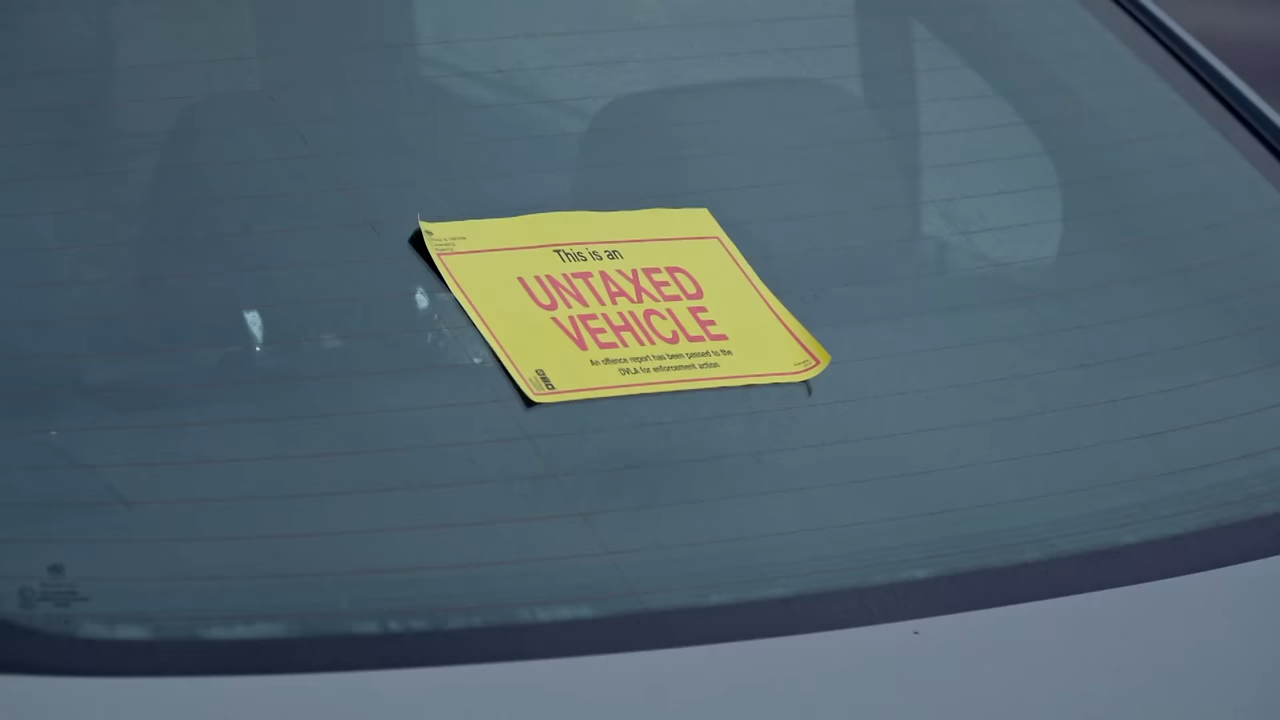 This is an
UNTAXED
VEHICLE
An offence report has been passed to the
DVLA for enforcement action